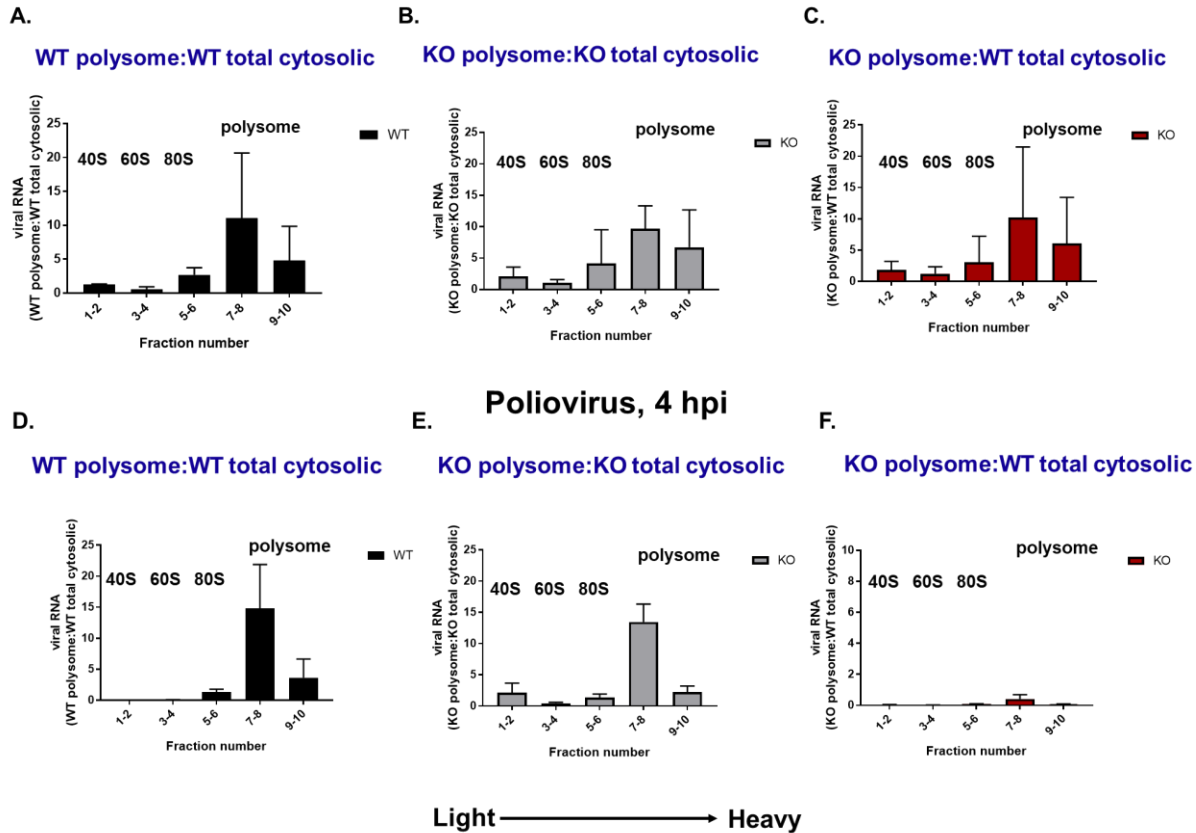 A.
WT polysome:WT total cytosolic
viral RNA
(WT polysome:WT total cytosolic)
25
20
15
10
5
0
40S 60S 80S
polysome
WT
1-2
3-4
5-6
7-8
9-10
Fraction number
B.
KO polysome:KO total cytosolic
viral RNA
(KO polysome:KO total cytosolic)
25
20
15
10
5
0
40S 60S 80S
polysome
KO
1-2
3-4
5-6
7-8
9-10
Fraction number
C.
KO polysome:WT total cytosolic
viral RNA
(KO polysome:WT total cytosolic)
25
20
15
10
5
0
40S 60S 80S
polysome
KO
1-2
3-4
5-6
7-8
9-10
Fraction number
Poliovirus, 4 hpi
D.
WT polysome:WT total cytosolic
viral RNA
(WT polysome:WT total cytosolic)
25
20
15
10
5
0
40S 60S 80S
polysome
WT
1-2
3-4
5-6
7-8
9-10
Fraction number
E.
KO polysome:KO total cytosolic
viral RNA
(KO polysome:KO total cytosolic)
25
20
15
10
5
0
40S 60S 80S
polysome
KO
1-2
3-4
5-6
7-8
9-10
Fraction number
F.
KO polysome:WT total cytosolic
viral RNA
(KO polysome:WT total cytosolic)
10
8
6
4
2
0
40S 60S 80S
polysome
KO
1-2
3-4
5-6
7-8
9-10
Fraction number
Light Heavy